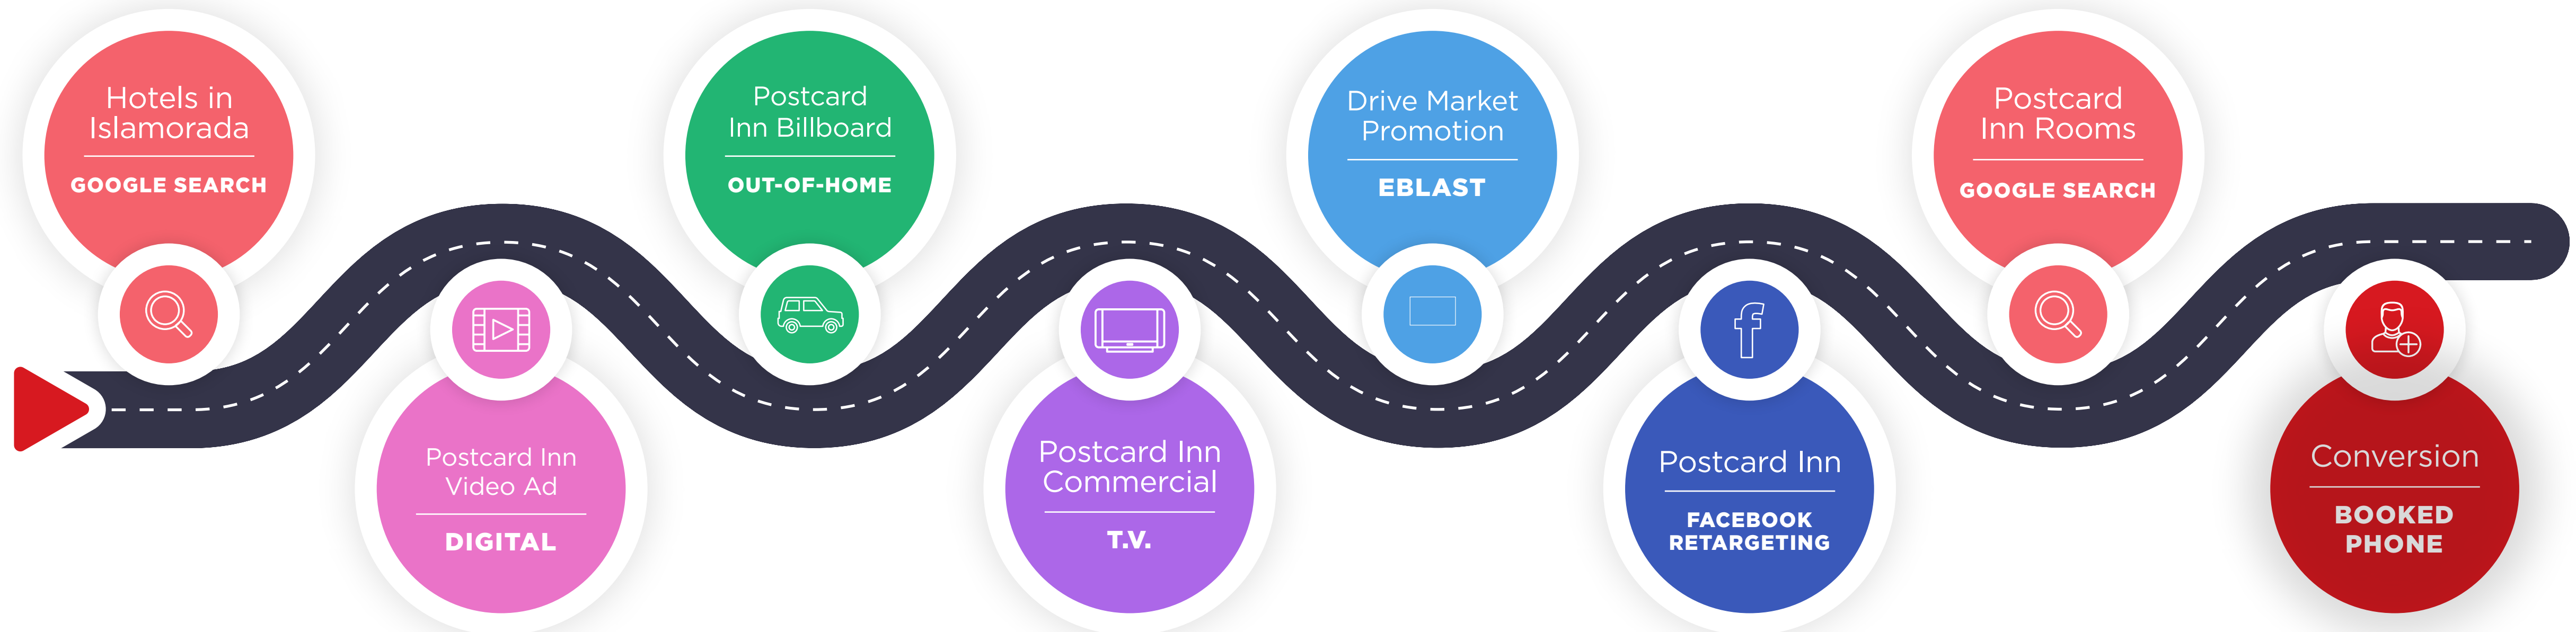 Hotels in
Islamorada
GOOGLE SEARCH
Postcard Inn
Video Ad
DIGITAL
Postcard
Inn Billboard
OUT-OF-HOME
Postcard Inn
Commercial
T.V.
Drive Market
Promotion
EBLAST
Postcard Inn
FACEBOOK
RETARGETING
Postcard
Inn Rooms
GOOGLE SEARCH
Conversion
BOOKED
PHONE